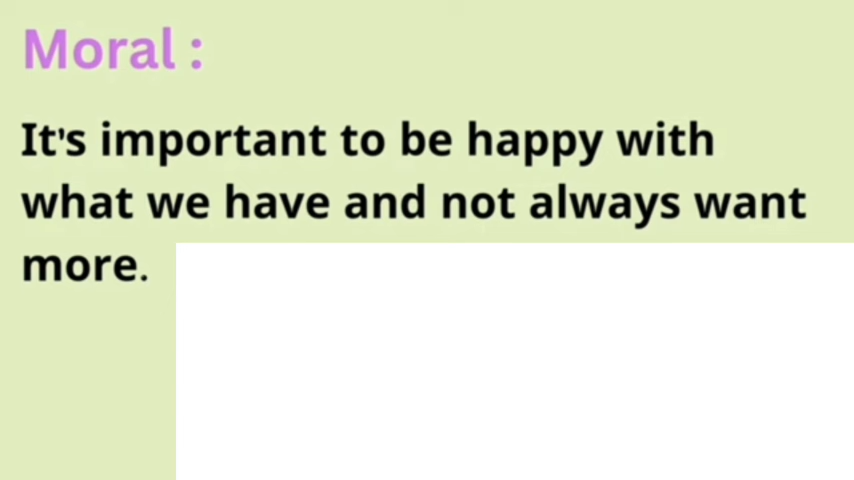 Moral :
It's important to be happy with
what we have and not always want
more.